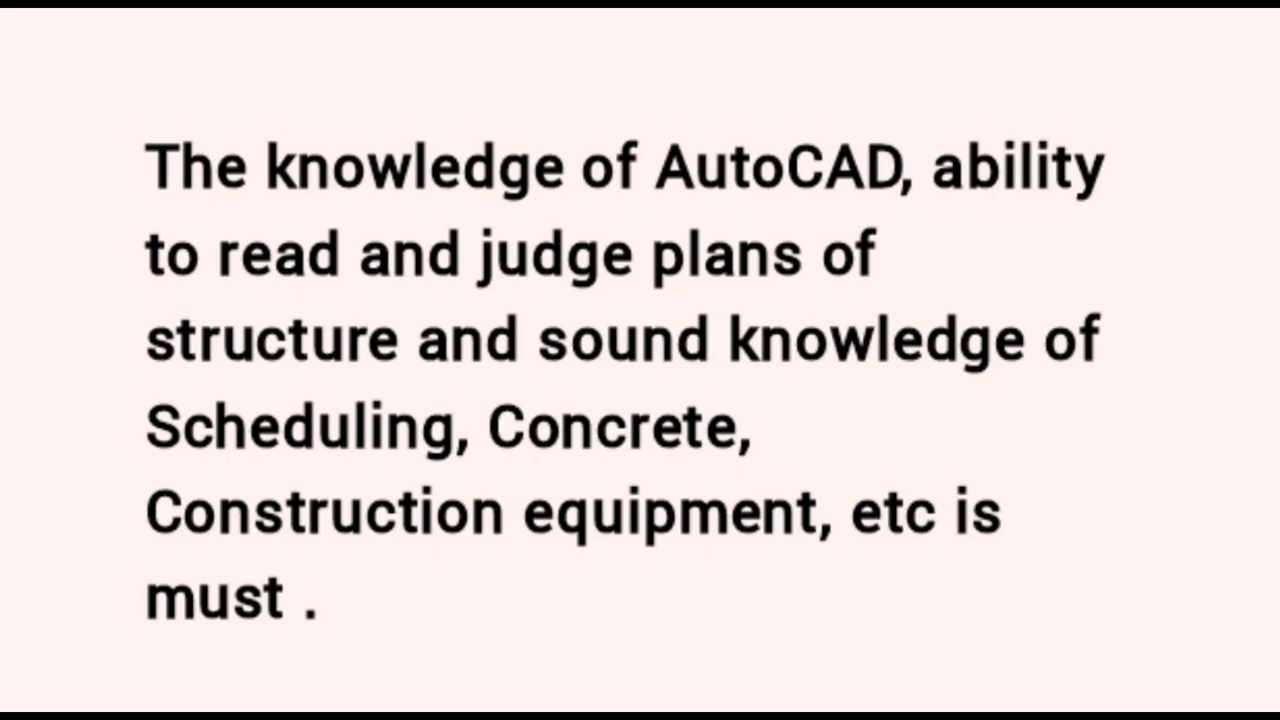 The knowledge of AutoCAD, ability
to read and judge plans of
structure and sound knowledge of
Scheduling, Concrete,
Construction equipment, etc is
must .